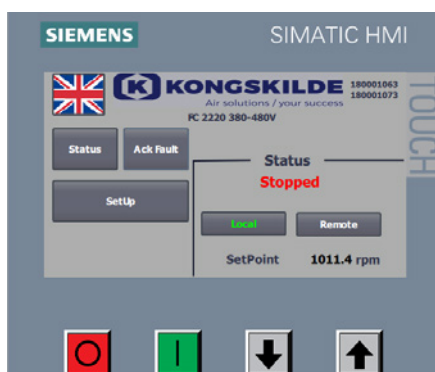 SIEMENS
SIMATIC HMI
TOUCH
K KONGSKILDE
Air solutions / your success
180001063
180001073
FC 2220 380-480V
Status
Ack Fault
SetUp
Status
Stopped
Local
Remote
SetPoint 1011.4 rpm